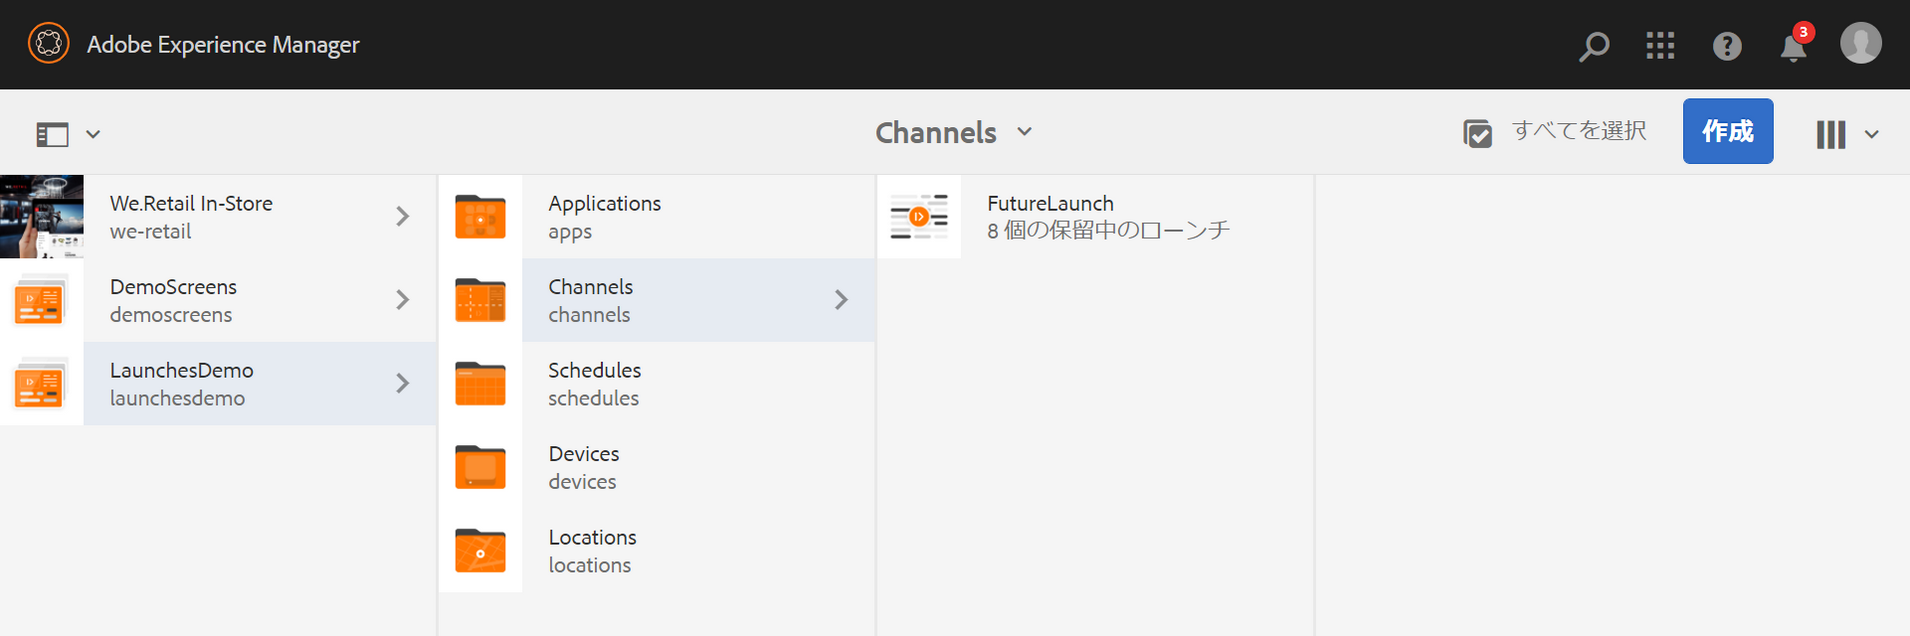 Adobe Experience Manager
3
Channels
すべてを選択
作成
We.Retail In-Store
we-retail
DemoScreens
demoscreens
LaunchesDemo
launchesdemo
Applications
apps
Channels
channels
Schedules
schedules
Devices
devices
Locations
locations
FutureLaunch
8 個の保留中のローンチ